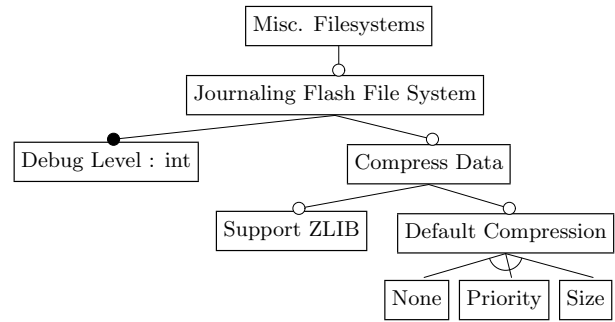 Misc. Filesystems
Journaling Flash File System
Debug Level : int
Compress Data
Support ZLIB
Default Compression
None
Priority
Size